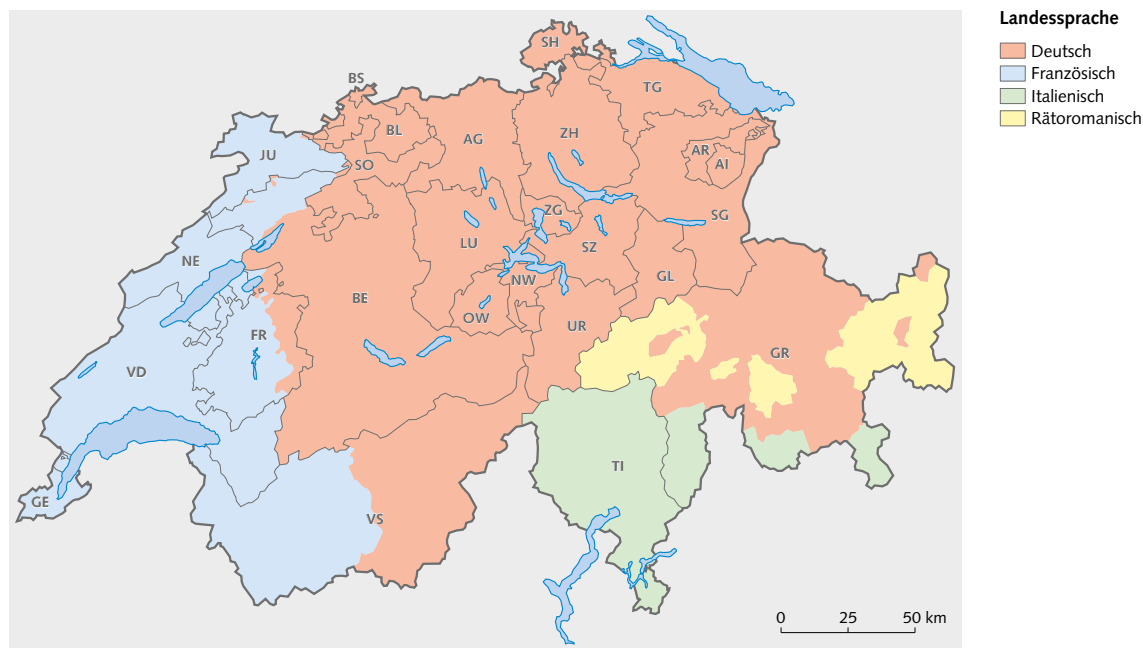 Landessprache
Deutsch
Französisch
Italienisch
Rätoromanisch
SH
BS
TG
BL
AG
ZH
JU
SO
AR
AI
ZG
SG
LU
SZ
NE
NW
GL
BE
OW
UR
FR
GR
VD
TI
GE
VS
0 25 50 km